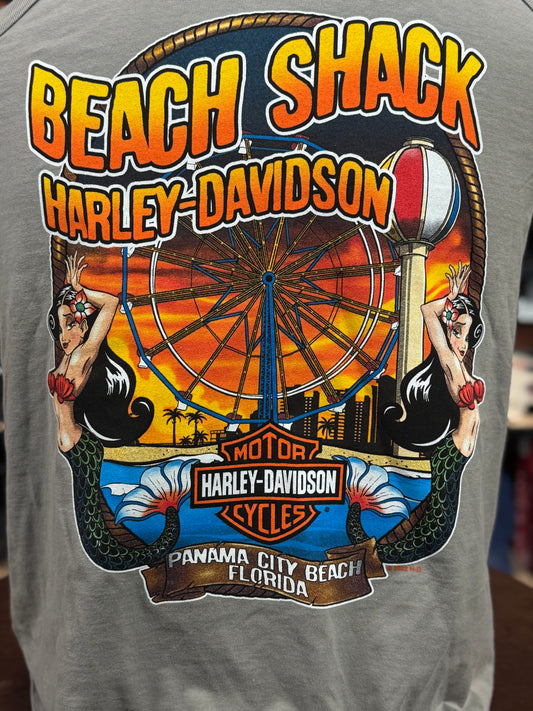 BEACH SHACK
HARLEY-DAVIDSON
MOTOR
HARLEY-DAVIDSON
CYCLES
®
PANAMA CITY BEACH
FLORIDA